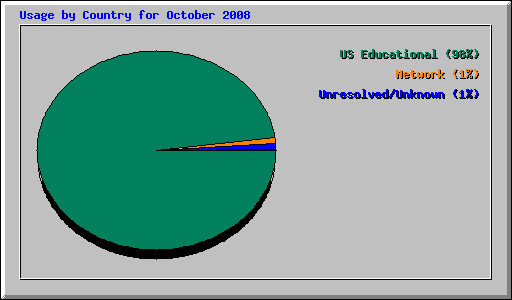 Usage by Country for October 2008
US Educational (98%)
Network (1%)
Unresolved/Unknown (1%)